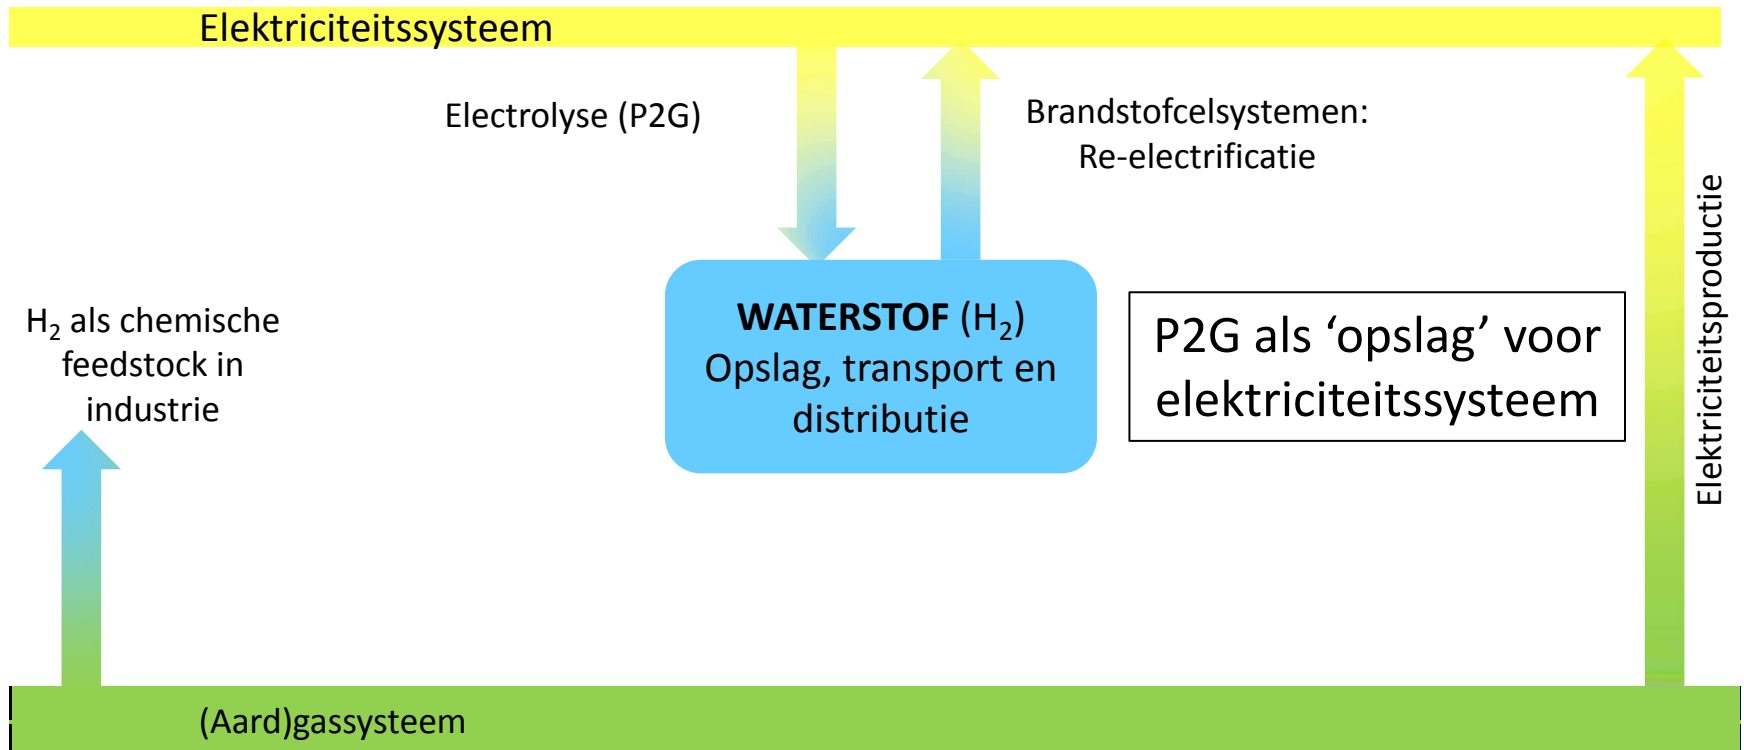 Elektriciteitssysteem
Electrolyse (P2G)
Brandstofcelsystemen:
Re-electrificatie
Elektriciteitsproductie
H₂ als chemische
feedstock in
industrie
WATERSTOF (H₂)
Opslag, transport en
distributie
P2G als ‘opslag’ voor
elektriciteitssysteem
(Aard)gassysteem